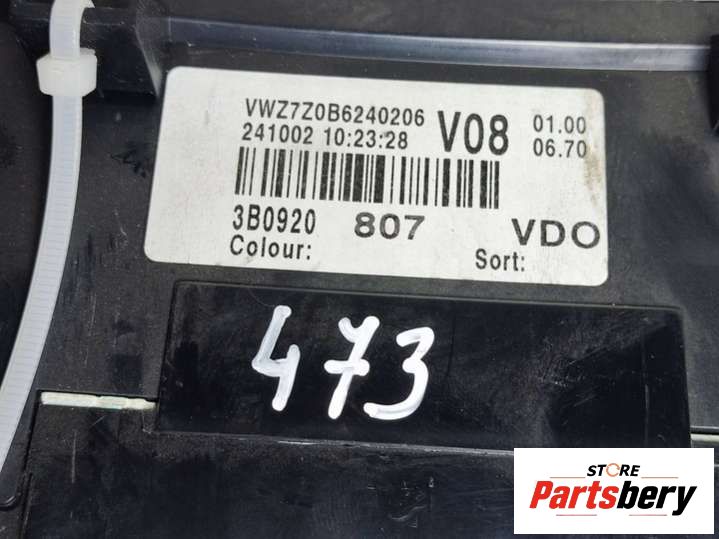 VWZ7Z0B6240206 V08 01.00
241002 10:23:28 06.70
3B0920 807 VDO
Colour: Sort:
473
STORE
Partsbery